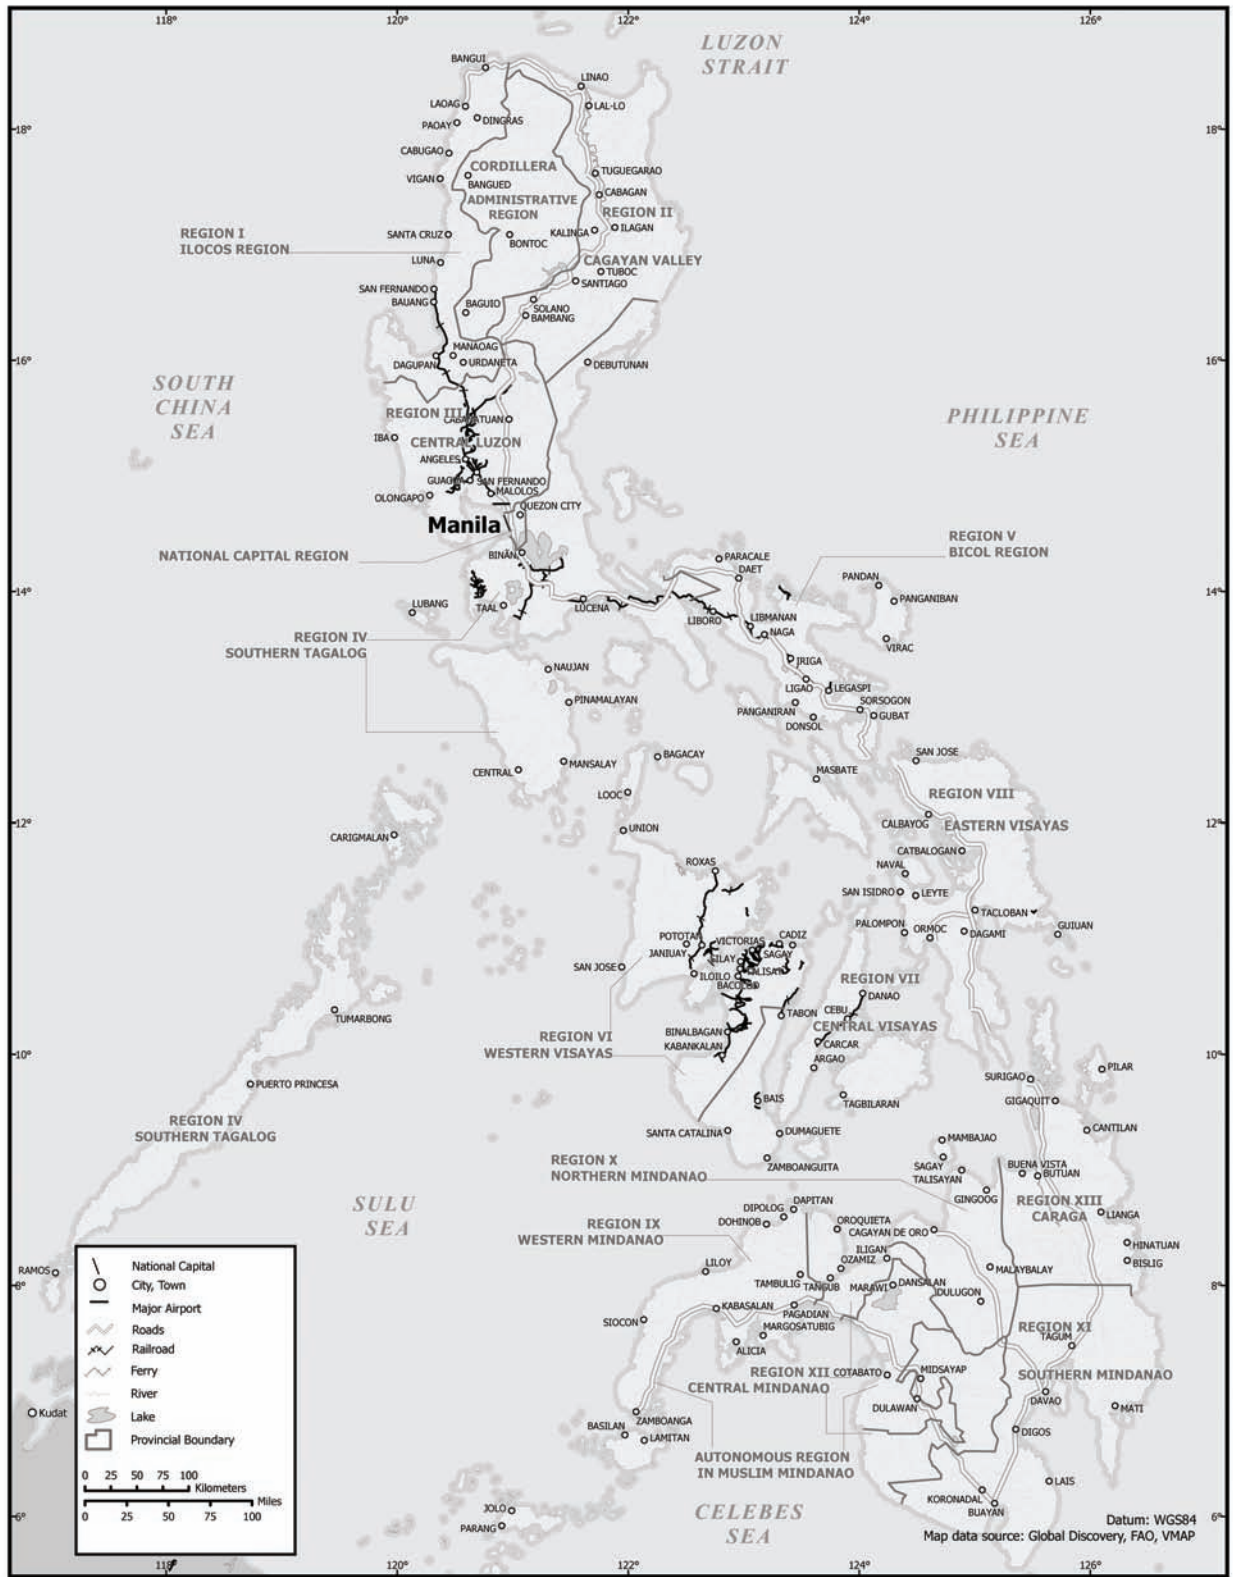 118°
120°
122°
124°
126°
LUZON
STRAIT
BANGUI
LINAO
LAOAG
LAL-LO
PAOAY
DINGRAS
18°
18°
CABUGAO
CORDILLERA
TUGUEGARAO
VIGAN
BANGUED
CABAGAN
ADMINISTRATIVE
REGION
REGION II
REGION I
ILOCOS REGION
SANTA CRUZ
BONTOC
KALINGA
ILAGAN
LUNA
CAGAYAN VALLEY
TUBOC
SANTIAGO
SAN FERNANDO
BAUANG
BAGUIO
SOLANO
BAMBANG
MANAOAG
16°
16°
DAGUPAN
URDANETA
DEBUTUNAN
SOUTH
CHINA
SEA
PHILIPPINE
SEA
REGION III
CABANATUAN
IBA
CENTRAL LUZON
ANGELES
GUAGUA
SAN FERNANDO
OLONGAPO
MALOLOS
QUEZON CITY
Manila
NATIONAL CAPITAL REGION
BINAN
REGION V
BICOL REGION
PARACALE
DAET
PANDAN
14°
14°
PANGANIBAN
LUBANG
TAAL
LUCENA
LIBORO
LIBMANAN
NAGA
VIRAC
REGION IV
SOUTHERN TAGALOG
IRIGA
NAUJAN
LIGAO
LEGASPI
PINAMALAYAN
PANGANIRAN
SORSOGON
DONSOL
GUBAT
BAGACAY
SAN JOSE
CENTRAL
MANSALAY
MASBATE
LOOC
REGION VIII
12°
12°
UNION
CALBAYOG
EASTERN VISAYAS
CARIGMALAN
CATBALOGAN
ROXAS
NAVAL
SAN ISIDRO
LEYTE
TACLOBAN
PALOMPON
ORMOC
DAGAMI
GUIUAN
POTOTAN
VICTORIAS
CADIZ
JANIUAY
SILAY
SAGAY
SAN JOSE
ILOILO
TALISAY
BACOLOD
REGION VII
DANAO
TUMARBONG
TABON
CEBU
CENTRAL VISAYAS
REGION VI
WESTERN VISAYAS
BINALBAGAN
KABANKALAN
CARCAR
ARGAO
10°
10°
PILAR
PUERTO PRINCESA
SURIGAO
GIGAQUIT
BAIS
TAGBILARAN
REGION IV
SOUTHERN TAGALOG
SANTA CATALINA
DUMAGUETE
CANTILAN
MAMBAJAO
REGION X
NORTHERN MINDANAO
ZAMBOANGUITA
SAGAY
TALISAYAN
BUENA VISTA
BUTUAN
GINGOOG
REGION XIII
CARAGA
SULU
SEA
DAPITAN
DIPOLOG
DOHINOB
LIANGA
REGION IX
WESTERN MINDANAO
OROQUIETA
CAGAYAN DE ORO
HINATUAN
ILIGAN
BISLIG
RAMOS
LILOY
OZAMIZ
MALAYBALAY
8°
8°
TAMBULIG
TANGUB
MARAWI
DANSALAN
DULUGON
KABASALAN
PAGADIAN
SIOCON
MARGOSATUBIG
REGION XI
ALICIA
TAGUM
REGION XII
CENTRAL MINDANAO
COTABATO
MIDSAYAP
SOUTHERN MINDANAO
DULAWAN
DAVAO
MATI
Kudat
BASILAN
ZAMBOANGA
LAMITAN
DIGOS
AUTONOMOUS REGION
IN MUSLIM MINDANAO
LAIS
KORONADAL
BUAYAN
CELEBES
SEA
JOLO
PARANG
6°
6°
National Capital
City, Town
Major Airport
Roads
Railroad
Ferry
River
Lake
Provincial Boundary
0 25 50 75 100
Kilometers
Miles
0 25 50 75 100
Datum: WGS84
Map data source: Global Discovery, FAO, VMAP
118°
120°
122°
124°
126°